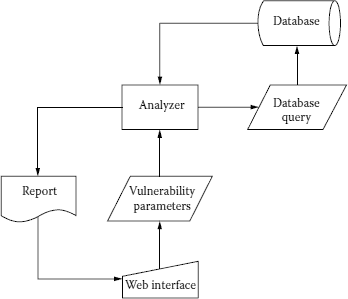 Database
Analyzer
Database
query
Report
Vulnerability
parameters
Web interface